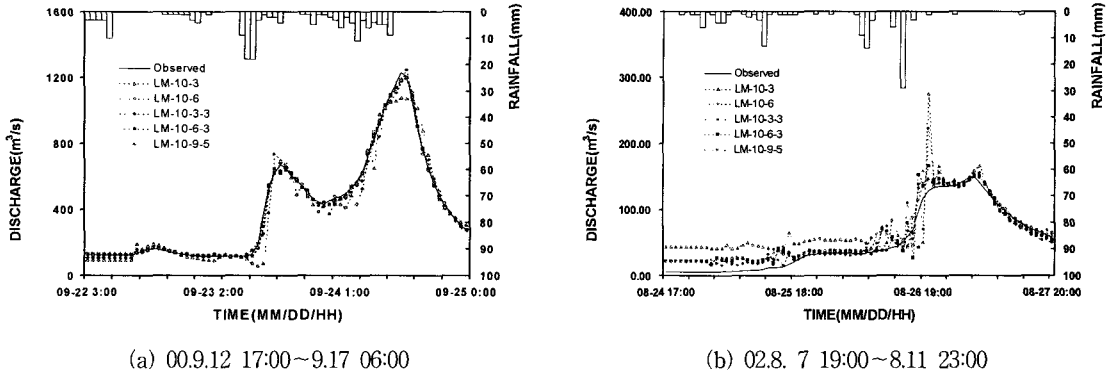 1600
1200
800
400
0
DISCHARGE(m³/s)
0
10
20
30
40
50
60
70
80
90
100
RAINFALL(mm)
Observed
LM-10-3
LM-10-6
LM-10-3-3
LM-10-6-3
LM-10-9-5
09-22 3:00
09-23 2:00
09-24 1:00
09-25 0:00
TIME(MM/DD/HH)
(a) 00.9.12 17:00~9.17 06:00
400.00
300.00
200.00
100.00
0.00
DISCHARGE(m³/s)
0
10
20
30
40
50
60
70
80
90
100
RAINFALL(mm)
Observed
LM-10-3
LM-10-6
LM-10-3-3
LM-10-6-3
LM-10-9-5
08-24 17:00
08-25 18:00
08-26 19:00
08-27 20:00
TIME(MM/DD/HH)
(b) 02.8. 7 19:00~8.11 23:00